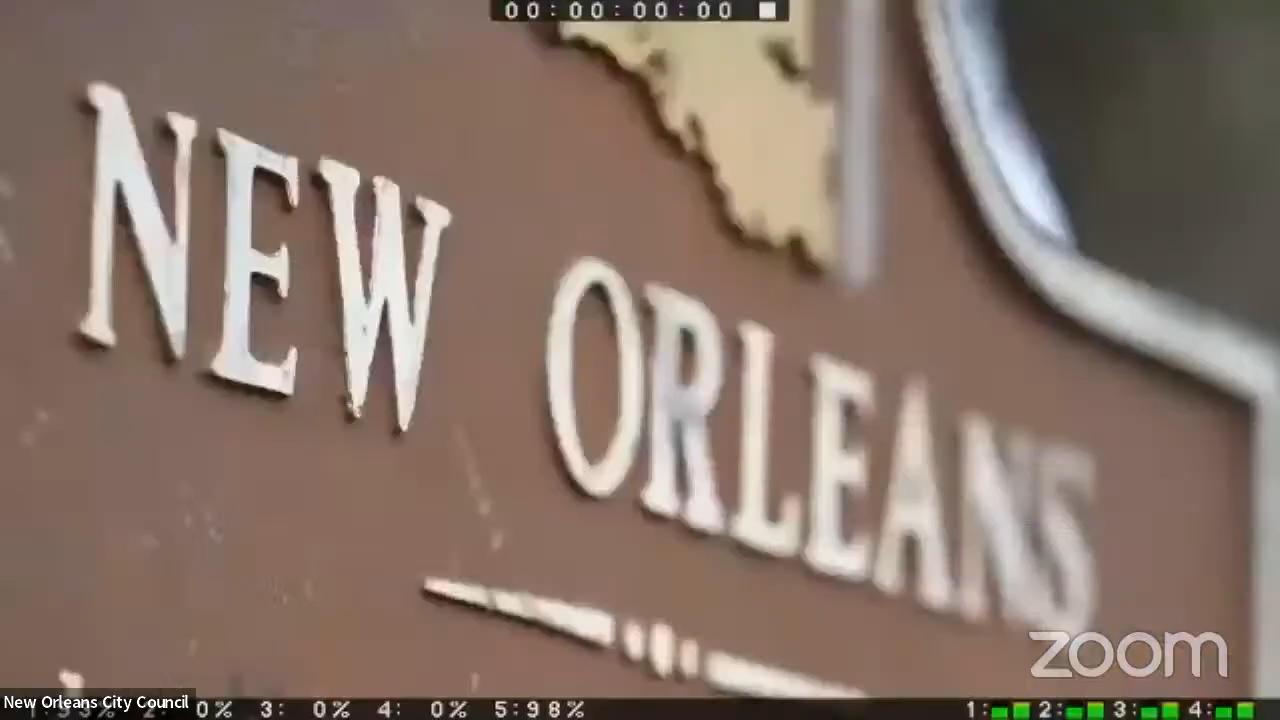 00:00:00:00
NEW ORLEANS
zoom
New Orleans City Council
0% 3: 0% 4: 0% 5:98%
1: 2: 3: 4: